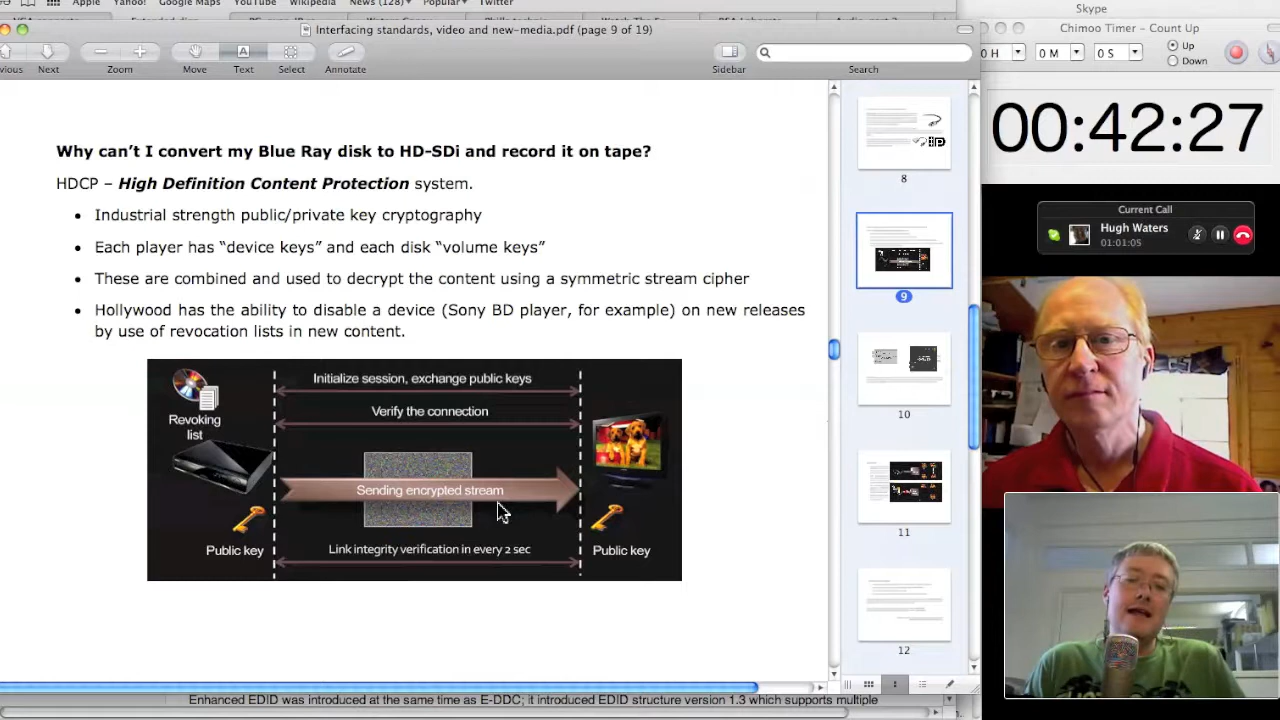 Apple Yahoo! Google Maps YouTube Wikipedia News (128) Popular Twitter
Skype
Interfacing standards, video and new-media.pdf (page 9 of 19)
Chimoo Timer – Count Up
0 H 0 M 0 S Up
Down
Next Zoom Move Text Select Annotate Sidebar Search
00:42:27
Why can't I convert my Blue Ray disk to HD-SDi and record it on tape?
HDCP – High Definition Content Protection system.
• Industrial strength public/private key cryptography
• Each player has "device keys" and each disk "volume keys"
• These are combined and used to decrypt the content using a symmetric stream cipher
• Hollywood has the ability to disable a device (Sony BD player, for example) on new releases
by use of revocation lists in new content.
Initialize session, exchange public keys
Verify the connection
Revoking
list
Sending encrypted stream
Public key
Link integrity verification in every 2 sec
Public key
8
9
10
11
12
Current Call
Hugh Waters
01:01:05
Enhanced EDID was introduced at the same time as E-DDC; it introduced EDID structure version 1.3 which supports multiple